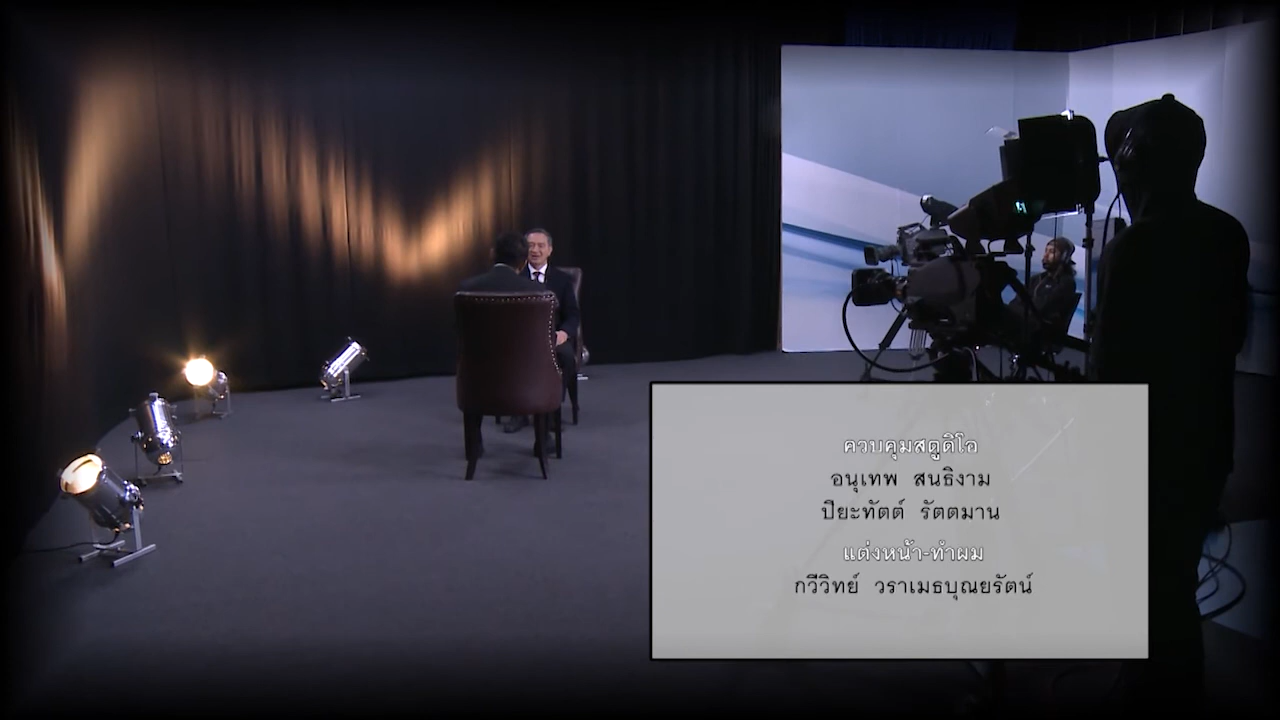 ควบคุมสตูดิโอ
อนุเทพ สนธิงาม
ปิยะทัตต์ รัตตมาน
แต่งหน้า-ทำผม
กวีวิทย์ วราเมธบุณยรัตน์